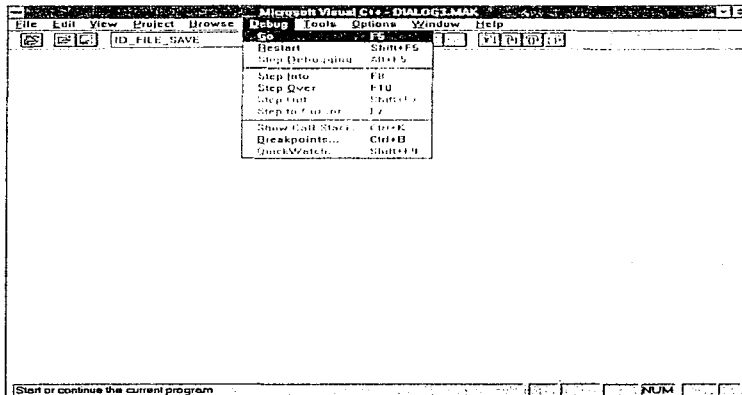 Microsoft Visual C++ - DIALOG1.MAK
File Edit View Project Browse Debug Tools Options Window Help
ID_FILE_SAVE
Go F5
Restart Shift+F5
Stop Debugging Alt+F5
Step Into F8
Step Over F10
Step Out Shift+F7
Step to Cursor F7
Show Call Stack... Ctrl+K
Breakpoints... Ctrl+B
QuickWatch... Shift+F9
Start or continue the current program NUM